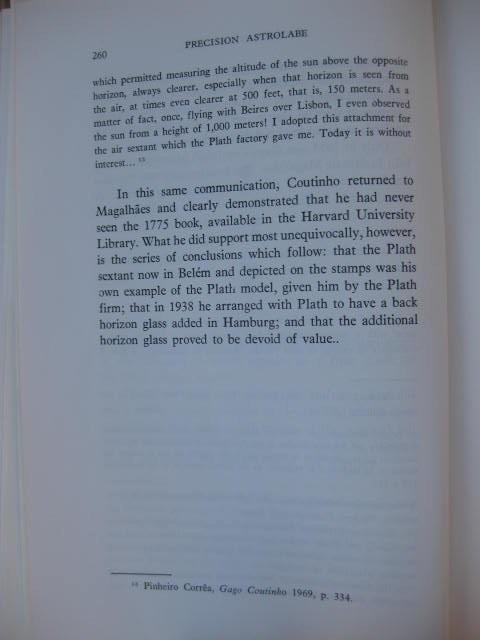 260
PRECISION ASTROLABE
which permitted measuring the altitude of the sun above the opposite
horizon, always clearer, especially when that horizon is seen from
the air, at times even clearer at 500 feet, that is, 150 meters. As a
matter of fact, once, flying with Beires over Lisbon, I even observed
the sun from a height of 1,000 meters! I adopted this attachment for
the air sextant which the Plath factory gave me. Today it is without
interest...
In this same communication, Coutinho returned to
Magalhães and clearly demonstrated that he had never
seen the 1775 book, available in the Harvard University
Library. What he did support most unequivocally, however,
is the series of conclusions which follow: that the Plath
sextant now in Belém and depicted on the stamps was his
own example of the Plath model, given him by the Plath
firm; that in 1938 he arranged with Plath to have a back
horizon glass added in Hamburg; and that the additional
horizon glass proved to be devoid of value..
Pinheiro Corrêa, Gago Coutinho 1969, p. 334.